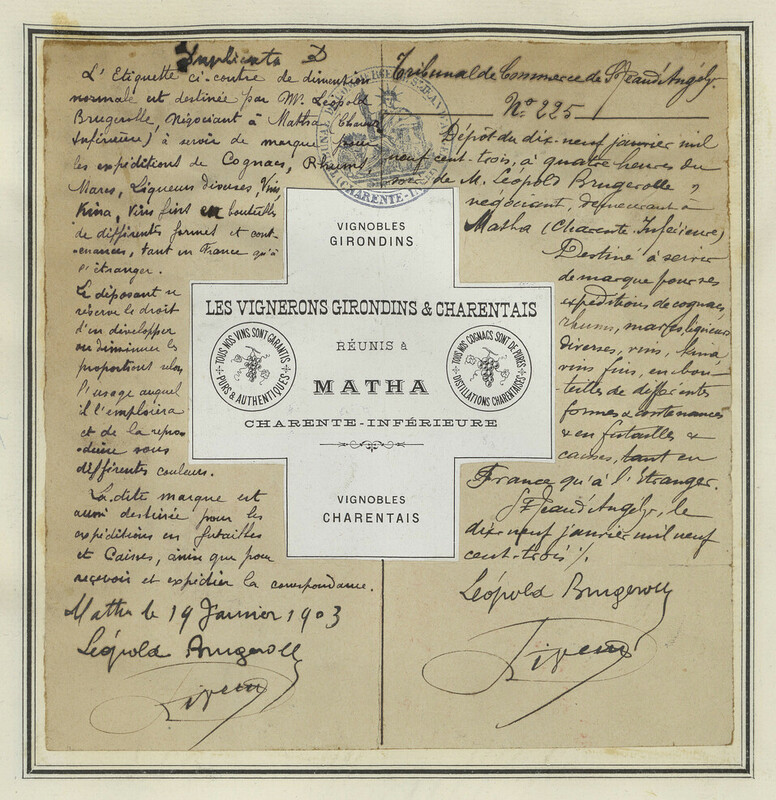 Duplicata D
L'Etiquette ci-contre de dimension
normale est destinée par Mr. Léopold
Brugerolle, Négociant à Matha (Charte
Inférieure) à servir de marque pour
les expéditions de Cognacs, Rhums,
Marcs, Liqueurs diverses, Vins,
Kina, Vins fins en bouteilles
de différentes formes et cont-
enances, tant en France qu'à
l'étranger.
Le déposant se
réserve le droit
d'en développer
ou diminuer les
proportions selon
l'usage auquel
il l'emploiera
et de la repro-
duire sous
différents couleurs.
La dite marque est
aussi destinée pour les
expéditions en futailles
et Caisses, ainsi que pour
recevoir et expédier la correspondance.
Matha le 19 Janvier 1903
Léopold Brugerolle
VIGNOBLES
GIRONDINS
LES VIGNERONS GIRONDINS & CHARENTAIS
RÉUNIS à
MATHA
CHARENTE-INFÉRIEURE
TOUS NOS VINS SONT GARANTIS
PURS & AUTHENTIQUES
TOUS NOS COGNACS SONT DE PURES
DISTILLATIONS CHARENTAISES
VIGNOBLES
CHARENTAIS
Tribunal de Commerce de St Jean d'Angély.
No 225
Dépôt du dix-neuf janvier mil
neuf cent-trois, à quatre heures du
soir, de M. Léopold Brugerolle,
négociant, demeurant à
Matha (Charente Inférieure)
Destiné à servir
de marque pour ses
expéditions de cognacs,
rhums, marcs, liqueurs
diverses, vins, kina,
vins fins, en bou-
teilles de différentes
formes & contenances
& en futailles &
caisses, tant en
France qu'à l'Etranger.
St Jean d'Angély, le
dix neuf janvier mil neuf
cent-trois /.
Léopold Brugerolle